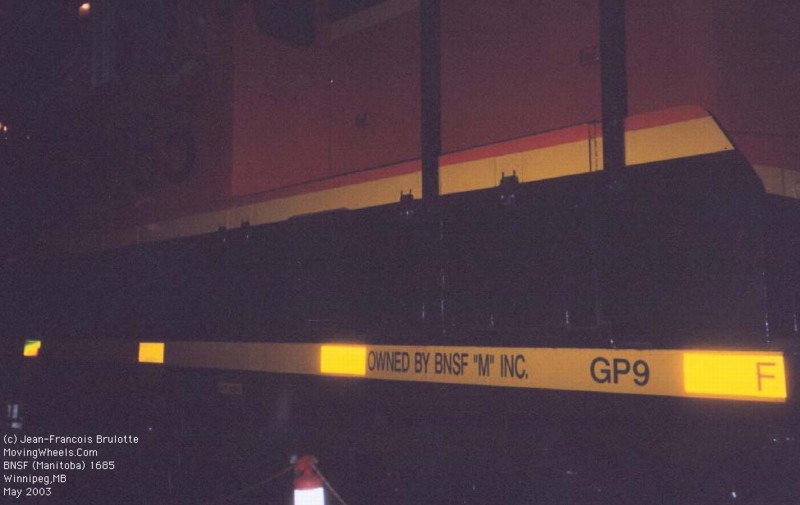 OWNED BY BNSF "M" INC. GP9 F
(c) Jean-Francois Brulotte
MovingWheels.Com
BNSF (Manitoba) 1685
Winnipeg,MB
May 2003